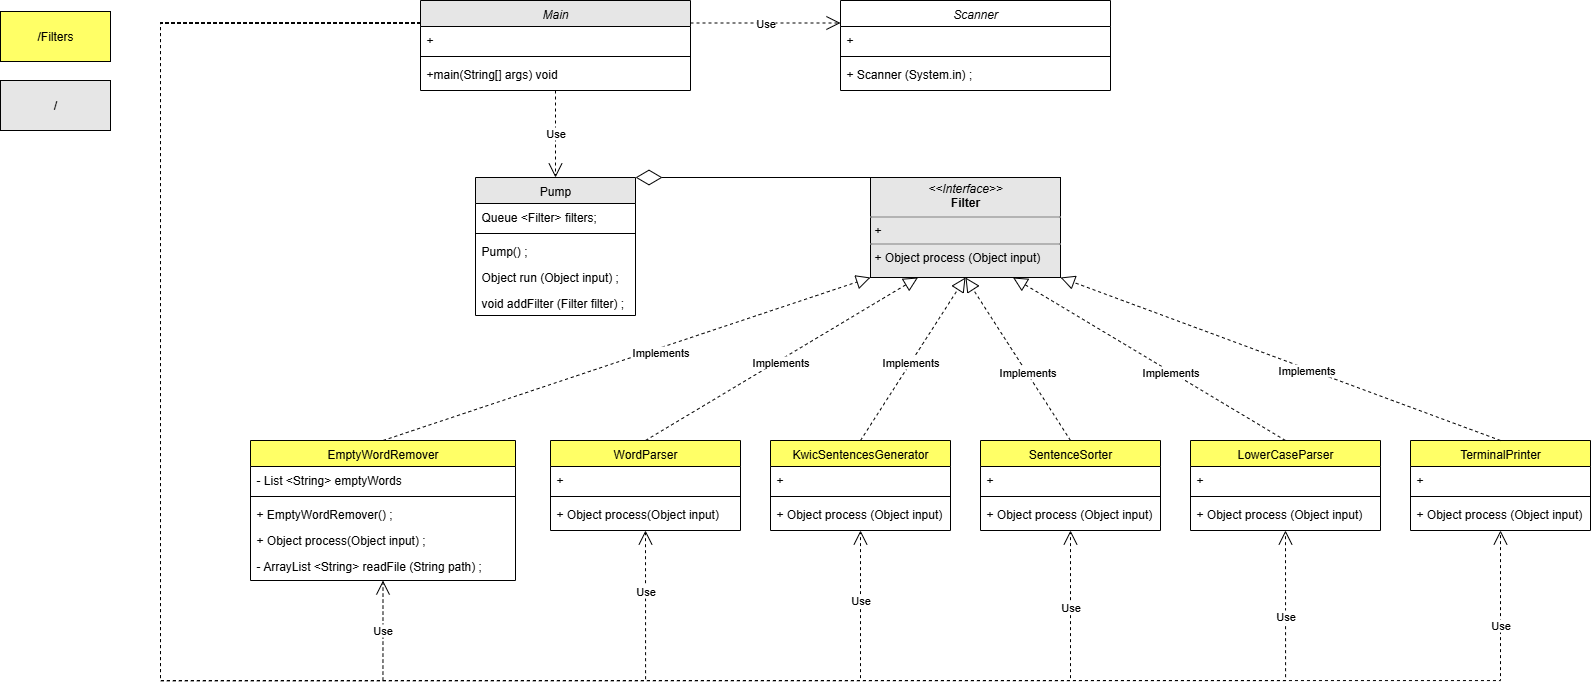 /Filters
/
Main
+
+main(String[] args) void
Use
Scanner
+
+ Scanner (System.in) ;
Use
Pump
Queue <Filter> filters;
Pump() ;
Object run (Object input) ;
void addFilter (Filter filter) ;
<<Interface>>
Filter
+
+ Object process (Object input)
Implements
Implements
Implements
Implements
Implements
Implements
EmptyWordRemover
- List <String> emptyWords
+ EmptyWordRemover() ;
+ Object process(Object input) ;
- ArrayList <String> readFile (String path) ;
WordParser
+
+ Object process(Object input)
KwicSentencesGenerator
+
+ Object process (Object input)
SentenceSorter
+
+ Object process (Object input)
LowerCaseParser
+
+ Object process (Object input)
TerminalPrinter
+
+ Object process (Object input)
Use
Use
Use
Use
Use
Use